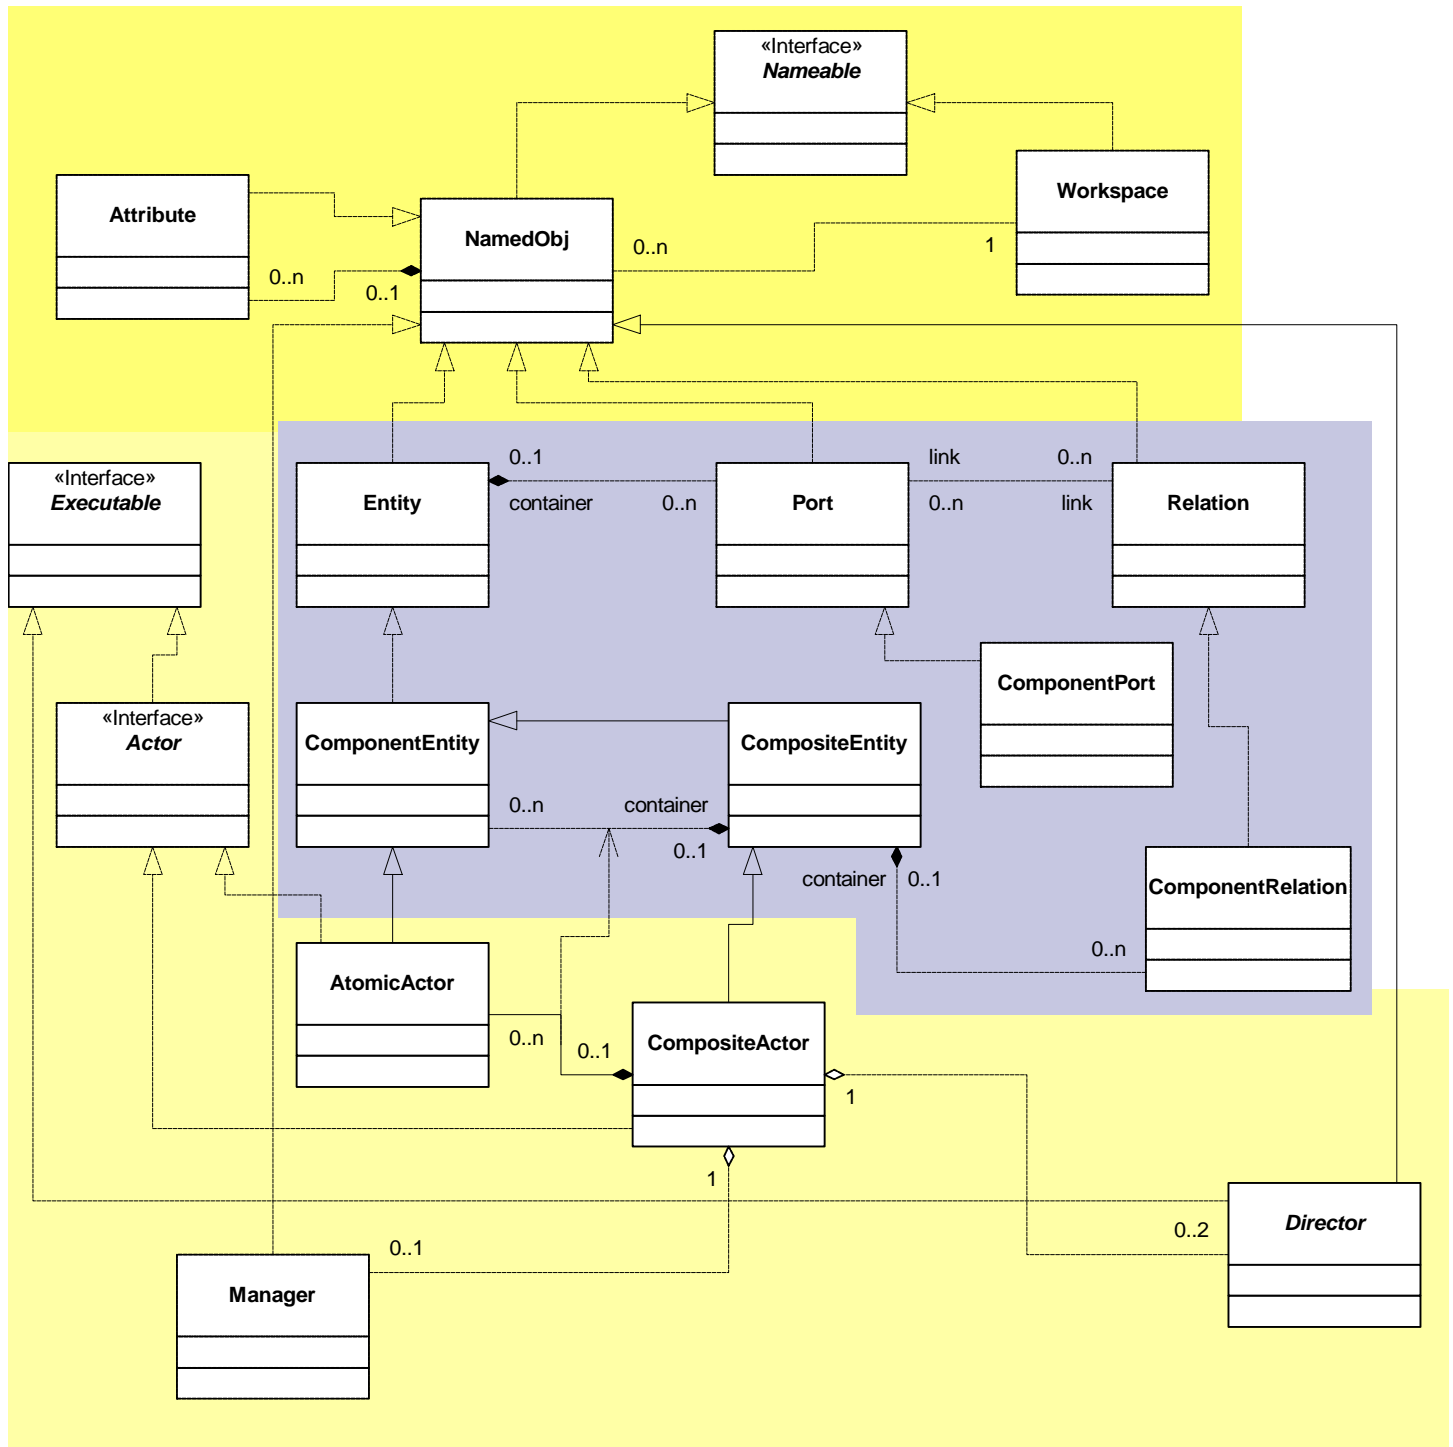 «Interface»
Nameable
Workspace
Attribute
NamedObj
0..n
1
0..n
0..1
«Interface»
Executable
Entity
0..1
container
0..n
Port
link
0..n
0..n
link
Relation
ComponentPort
«Interface»
Actor
ComponentEntity
0..n
container
0..1
CompositeEntity
container
0..1
ComponentRelation
0..n
AtomicActor
0..n
0..1
CompositeActor
1
1
0..2
Director
0..1
Manager